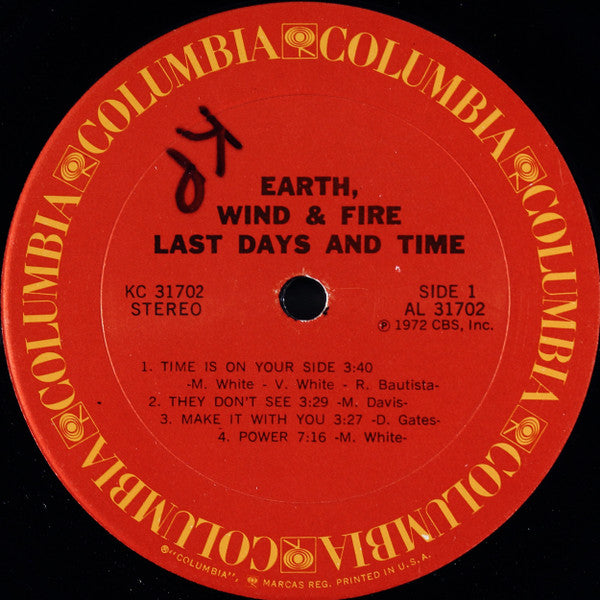 COLUMBIA COLUMBIA COLUMBIA COLUMBIA COLUMBIA COLUMBIA
KP
EARTH,
WIND & FIRE
LAST DAYS AND TIME
KC 31702
STEREO
SIDE 1
AL 31702
℗ 1972 CBS, Inc.
1. TIME IS ON YOUR SIDE 3:40
-M. White - V. White - R. Bautista-
2. THEY DON'T SEE 3:29 -M. Davis-
3. MAKE IT WITH YOU 3:27 -D. Gates-
4. POWER 7:16 -M. White-
®"COLUMBIA", MARCAS REG. PRINTED IN U.S.A.